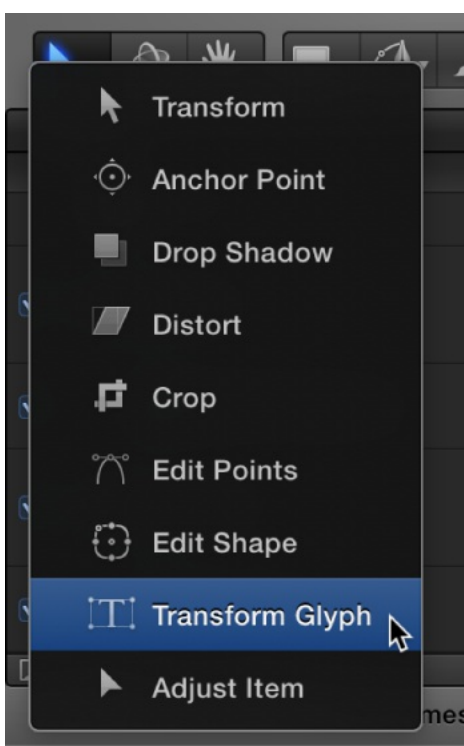 Transform
Anchor Point
Drop Shadow
Distort
Crop
Edit Points
Edit Shape
Transform Glyph
Adjust Item